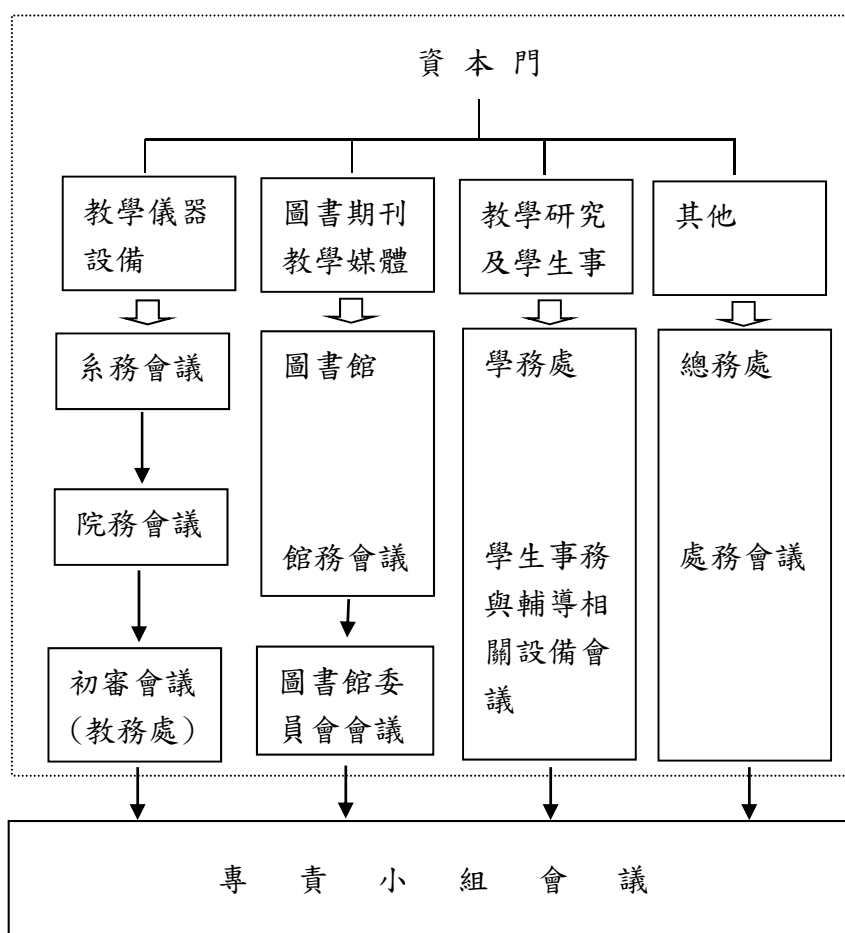 資本門
教學儀器
設備
圖書期刊
教學媒體
教學研究
及學生事
其他
系務會議
院務會議
初審會議
（教務處）
圖書館
館務會議
圖書館委
員會會議
學務處
學生事務
與輔導相
關設備會
議
總務處
處務會議
專責小組會議